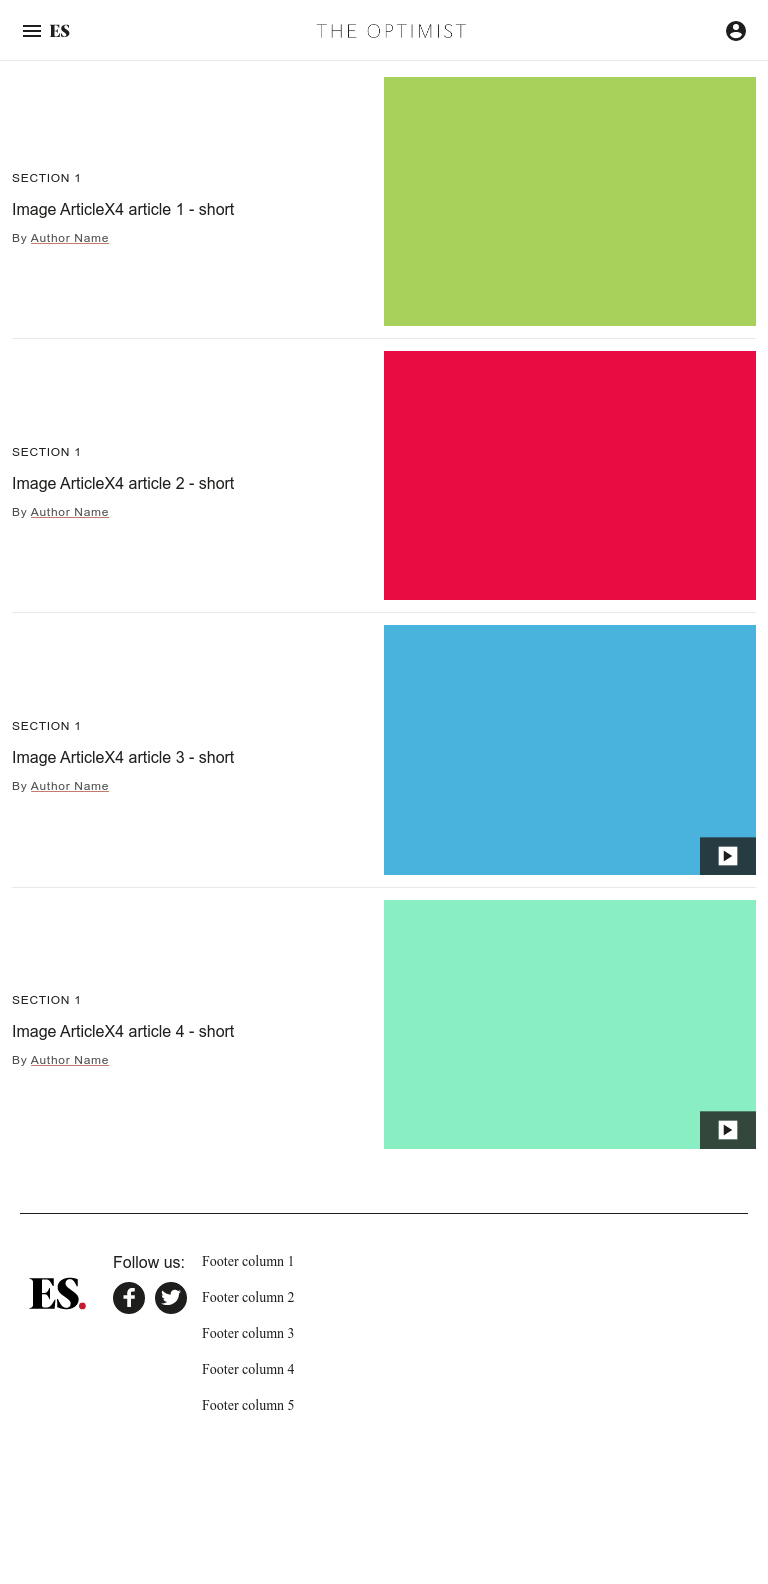 ES
THE OPTIMIST
SECTION 1
Image ArticleX4 article 1 - short
By Author Name
SECTION 1
Image ArticleX4 article 2 - short
By Author Name
SECTION 1
Image ArticleX4 article 3 - short
By Author Name
SECTION 1
Image ArticleX4 article 4 - short
By Author Name
ES.
Follow us:
Footer column 1
Footer column 2
Footer column 3
Footer column 4
Footer column 5